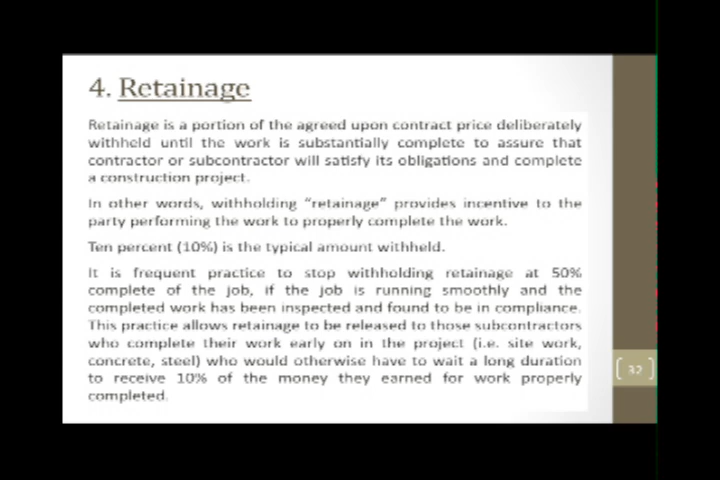 4. Retainage
Retainage is a portion of the agreed upon contract price deliberately
withheld until the work is substantially complete to assure that
contractor or subcontractor will satisfy its obligations and complete
a construction project.
In other words, withholding “retainage” provides incentive to the
party performing the work to properly complete the work.
Ten percent (10%) is the typical amount withheld.
It is frequent practice to stop withholding retainage at 50%
complete of the job, if the job is running smoothly and the
completed work has been inspected and found to be in compliance.
This practice allows retainage to be released to those subcontractors
who complete their work early on in the project (i.e. site work,
concrete, steel) who would otherwise have to wait a long duration
to receive 10% of the money they earned for work properly
completed.
32